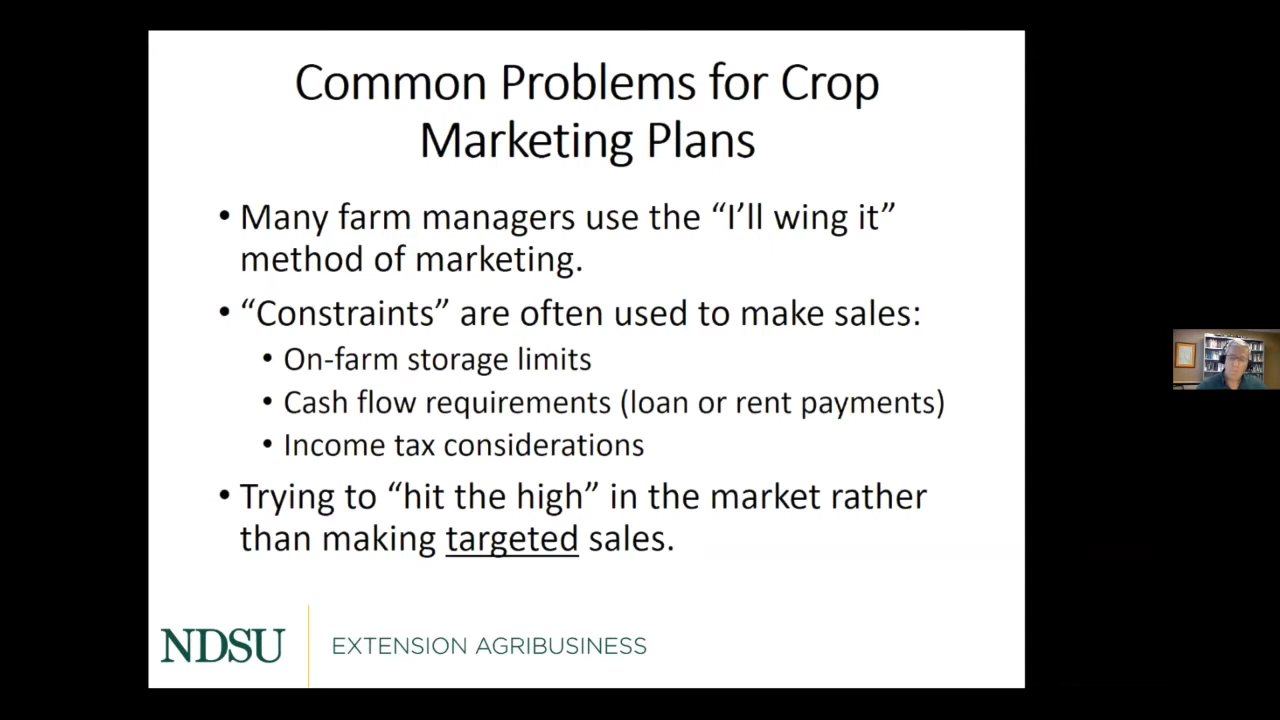 Common Problems for Crop
Marketing Plans
• Many farm managers use the “I’ll wing it”
method of marketing.
• “Constraints” are often used to make sales:
• On-farm storage limits
• Cash flow requirements (loan or rent payments)
• Income tax considerations
• Trying to “hit the high” in the market rather
than making targeted sales.
NDSU EXTENSION AGRIBUSINESS